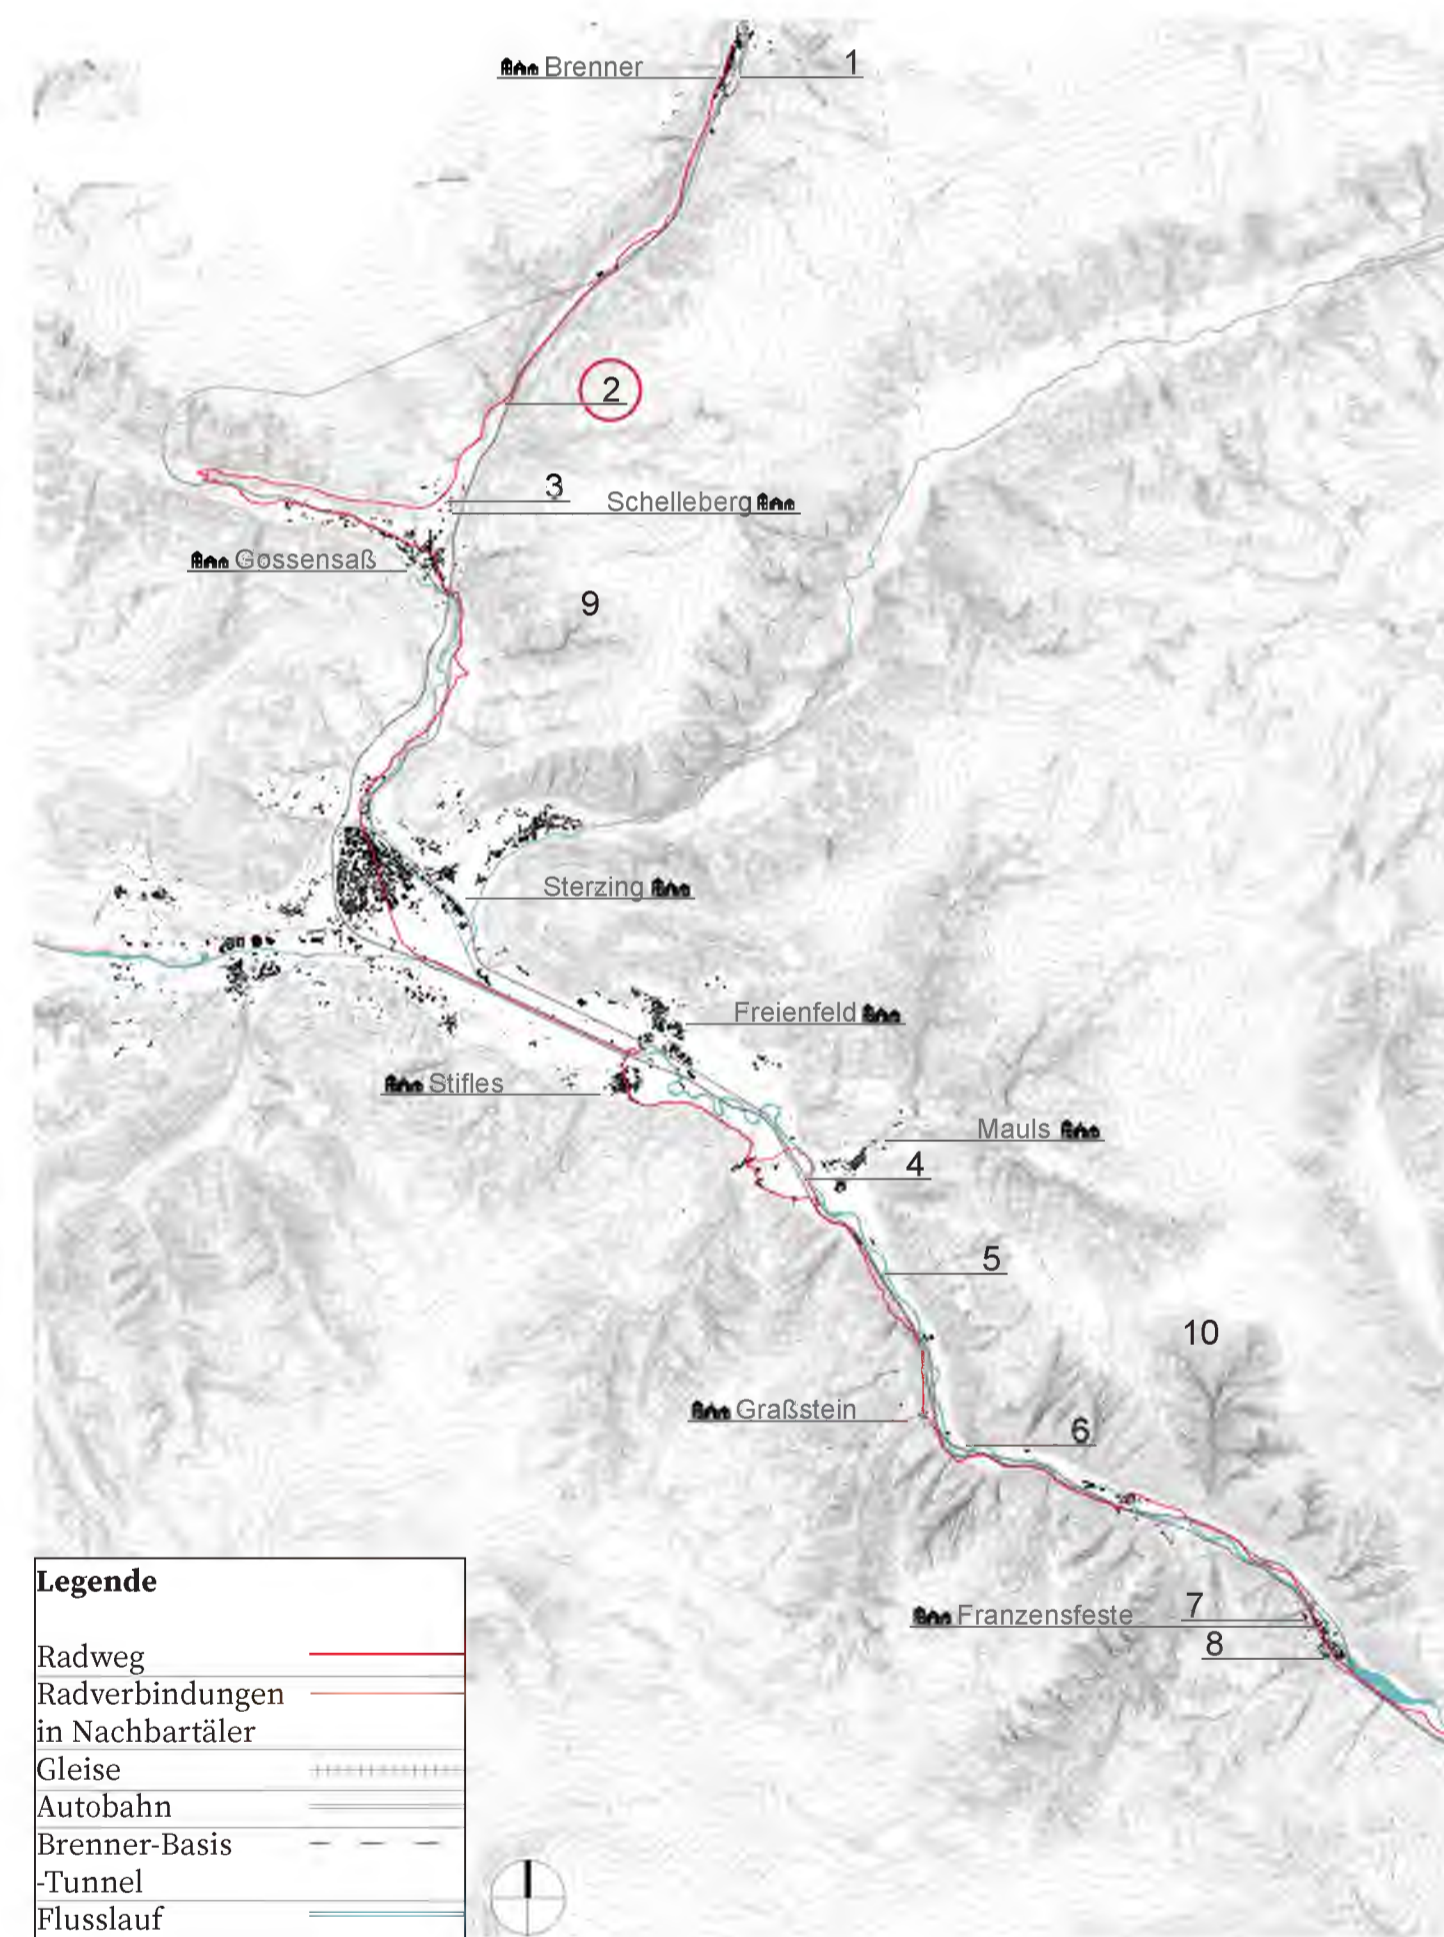 Brenner
1
2
3
Schelleberg
Gossensaß
9
Sterzing
Freienfeld
Stifles
Mauls
4
5
10
Graßstein
6
Franzensfeste
7
8
Legende
Radweg
Radverbindungen
in Nachbartäler
Gleise
Autobahn
Brenner-Basis
-Tunnel
Flusslauf